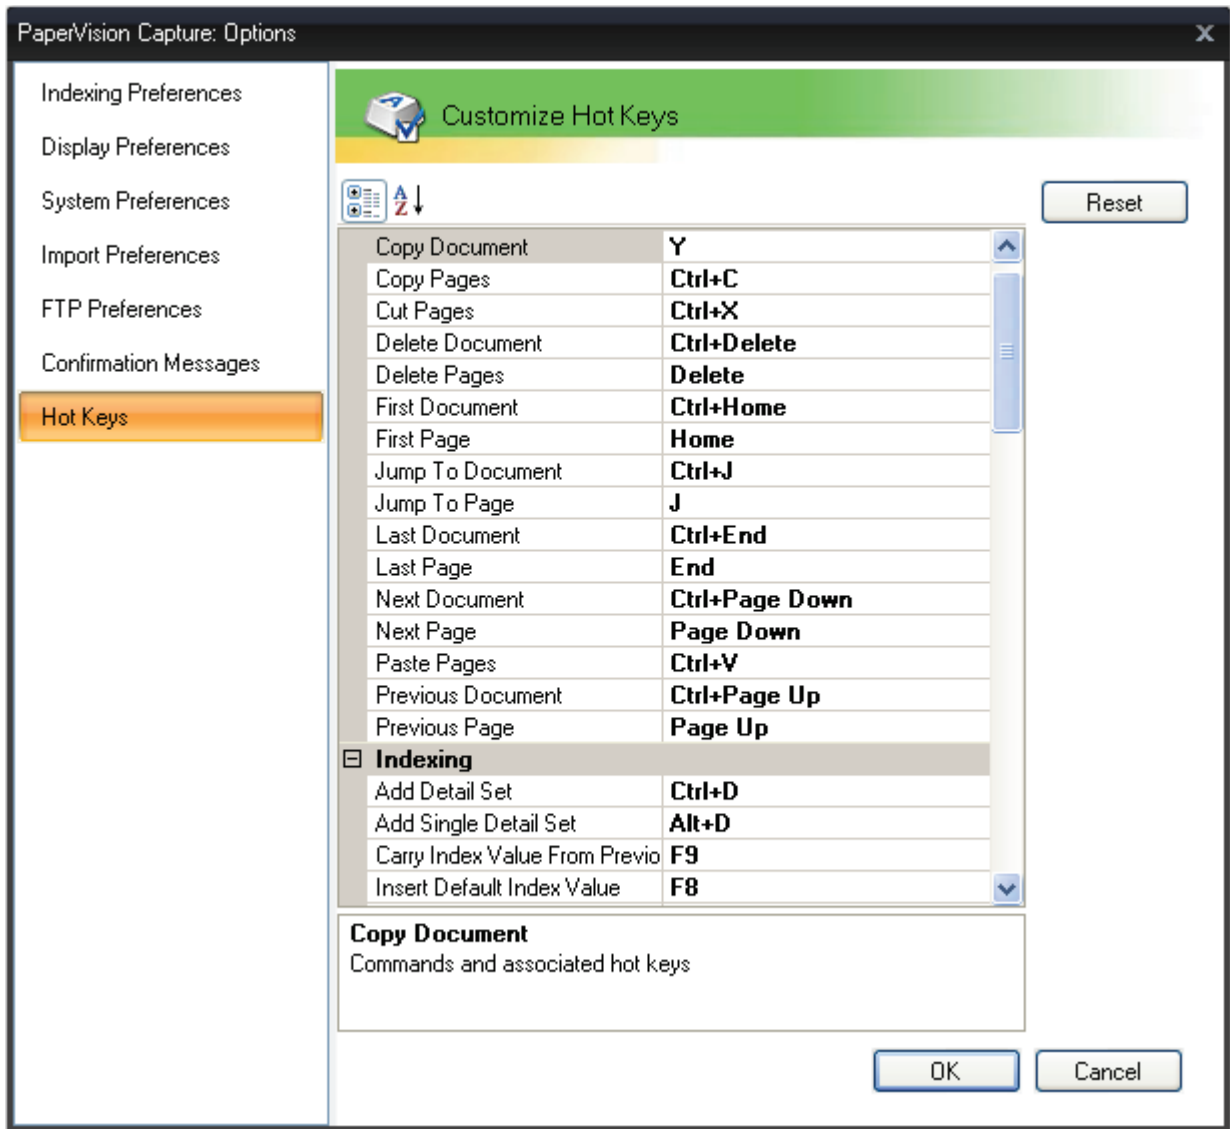 PaperVision Capture: Options
x
Indexing Preferences
Display Preferences
System Preferences
Import Preferences
FTP Preferences
Confirmation Messages
Hot Keys
Customize Hot Keys
A
Z
Reset
Copy Document Y
Copy Pages Ctrl+C
Cut Pages Ctrl+X
Delete Document Ctrl+Delete
Delete Pages Delete
First Document Ctrl+Home
First Page Home
Jump To Document Ctrl+J
Jump To Page J
Last Document Ctrl+End
Last Page End
Next Document Ctrl+Page Down
Next Page Page Down
Paste Pages Ctrl+V
Previous Document Ctrl+Page Up
Previous Page Page Up
Indexing
Add Detail Set Ctrl+D
Add Single Detail Set Alt+D
Carry Index Value From Previo F9
Insert Default Index Value F8
Copy Document
Commands and associated hot keys
OK Cancel